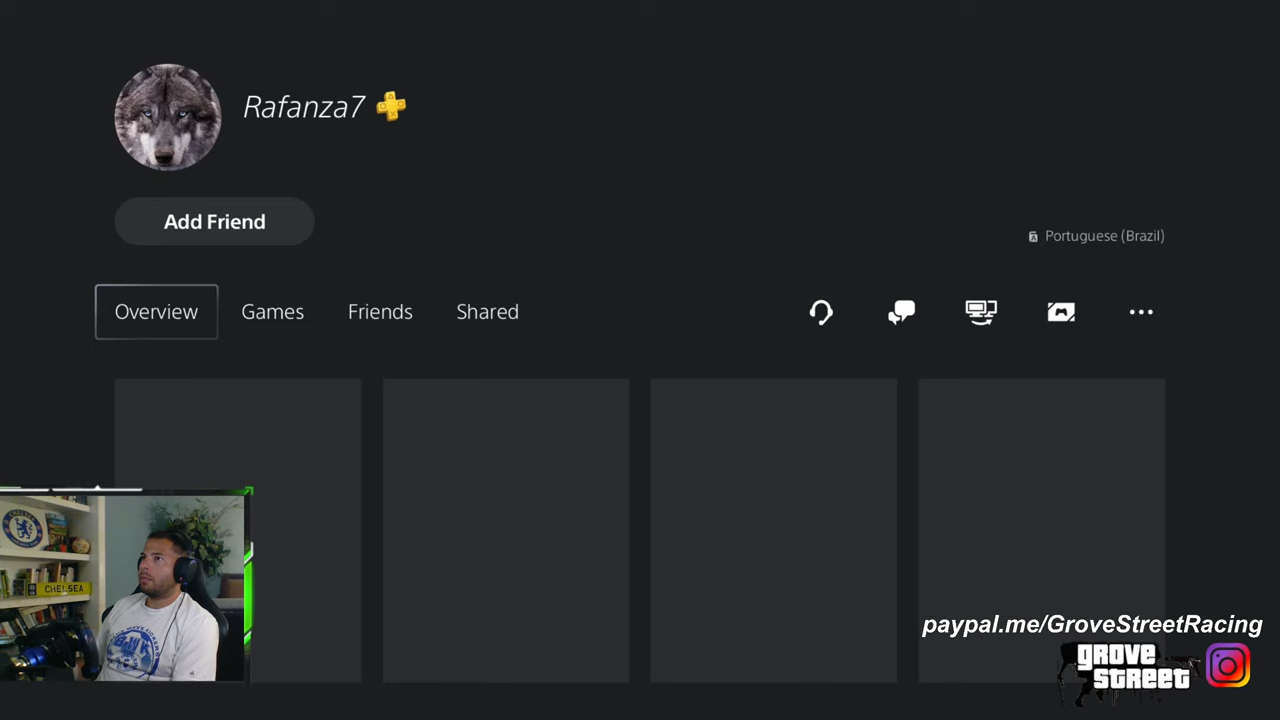 Rafanza7
Add Friend
Portuguese (Brazil)
Overview
Games
Friends
Shared
CHELSEA
paypal.me/GroveStreetRacing
GROVE
STREET